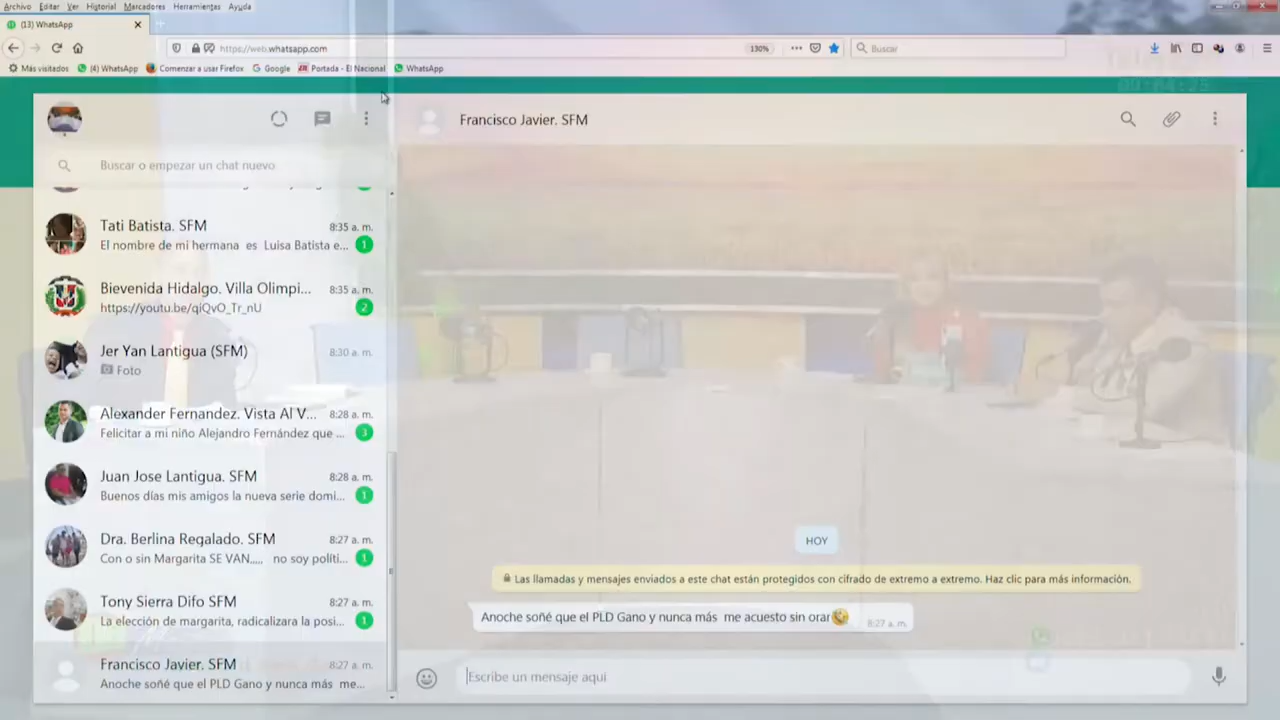 Archivo Editar Ver Historial Marcadores Herramientas Ayuda
(13) WhatsApp
https://web.whatsapp.com
130%
Buscar
Más visitados (4) WhatsApp Comenzar a usar Firefox Google Portada - El Nacional WhatsApp
Francisco Javier. SFM
Buscar o empezar un chat nuevo
Tati Batista. SFM 8:35 a. m.
El nombre de mi hermana es Luisa Batista e... 1
Bievenida Hidalgo. Villa Olimpi... 8:35 a. m.
https://youtu.be/qiQvO_Tr_nU 2
Jer Yan Lantigua (SFM) 8:30 a. m.
Foto
Alexander Fernandez. Vista Al V... 8:28 a. m.
Felicitar a mi niño Alejandro Fernández que ... 3
Juan Jose Lantigua. SFM 8:28 a. m.
Buenos días mis amigos la nueva serie domi... 1
Dra. Berlina Regalado. SFM 8:27 a. m.
Con o sin Margarita SE VAN,.... no soy políti... 1
Tony Sierra Difo SFM 8:27 a. m.
La elección de margarita, radicalizara la posi... 1
Francisco Javier. SFM 8:27 a. m.
Anoche soñé que el PLD Gano y nunca más me...
HOY
Las llamadas y mensajes enviados a este chat están protegidos con cifrado de extremo a extremo. Haz clic para más información.
Anoche soñé que el PLD Gano y nunca más me acuesto sin orar 8:27 a. m.
Escribe un mensaje aquí